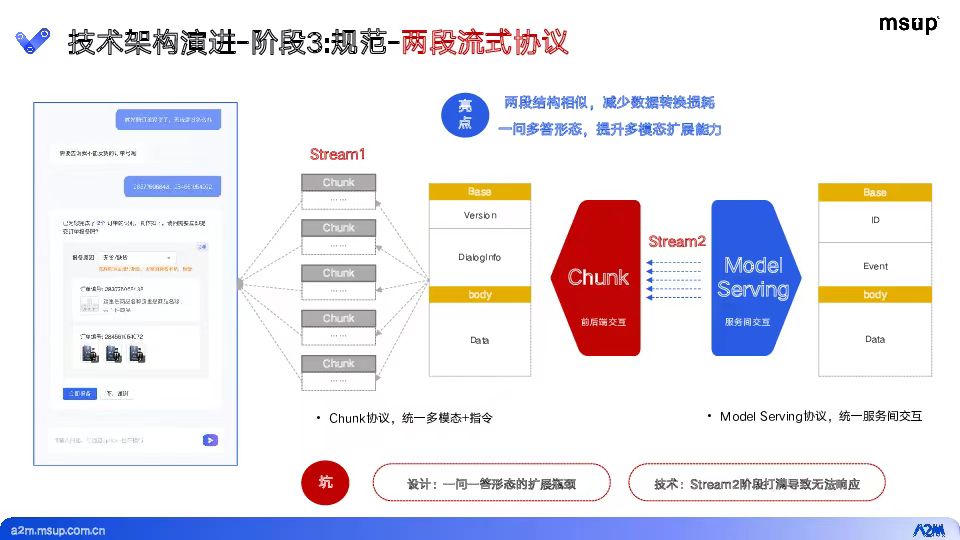 msup
技术架构演进-阶段3:规范-两段流式协议
亮点
两段结构相似，减少数据转换损耗
一问多答形态，提升多模态扩展能力
Stream1
Chunk
……
Chunk
……
Chunk
……
Chunk
……
Chunk
……
Base
Version
DialogInfo
body
Data
Chunk
前后端交互
Stream2
Model
Serving
服务间交互
Base
ID
Event
body
Data
立即报备
• Chunk协议，统一多模态+指令
• Model Serving协议，统一服务间交互
坑
设计：一问一答形态的扩展瓶颈
技术：Stream2阶段打满导致无法响应
a2m.msup.com.cn
A2M